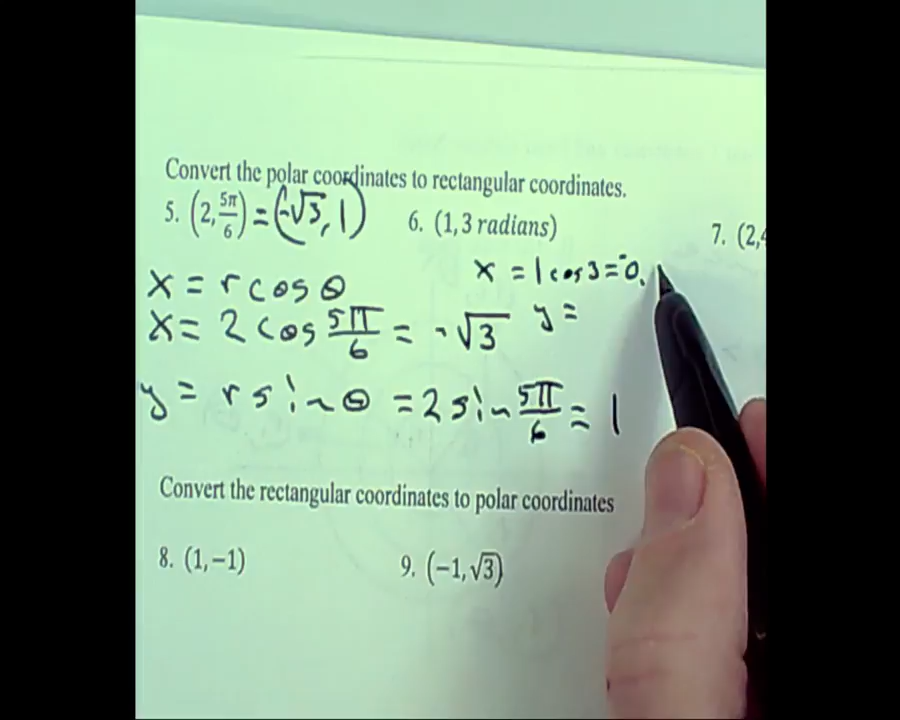 Convert the polar coordinates to rectangular coordinates.
5. (2, 5π/6) = (-√3, 1)
6. (1, 3 radians)
7. (2,
x = r cos θ
x = 1 cos 3 = -0.
x = 2 cos 5π/6 = -√3
y =
y = r sin θ = 2 sin 5π/6 = 1
Convert the rectangular coordinates to polar coordinates
8. (1, −1)
9. (−1, √3)